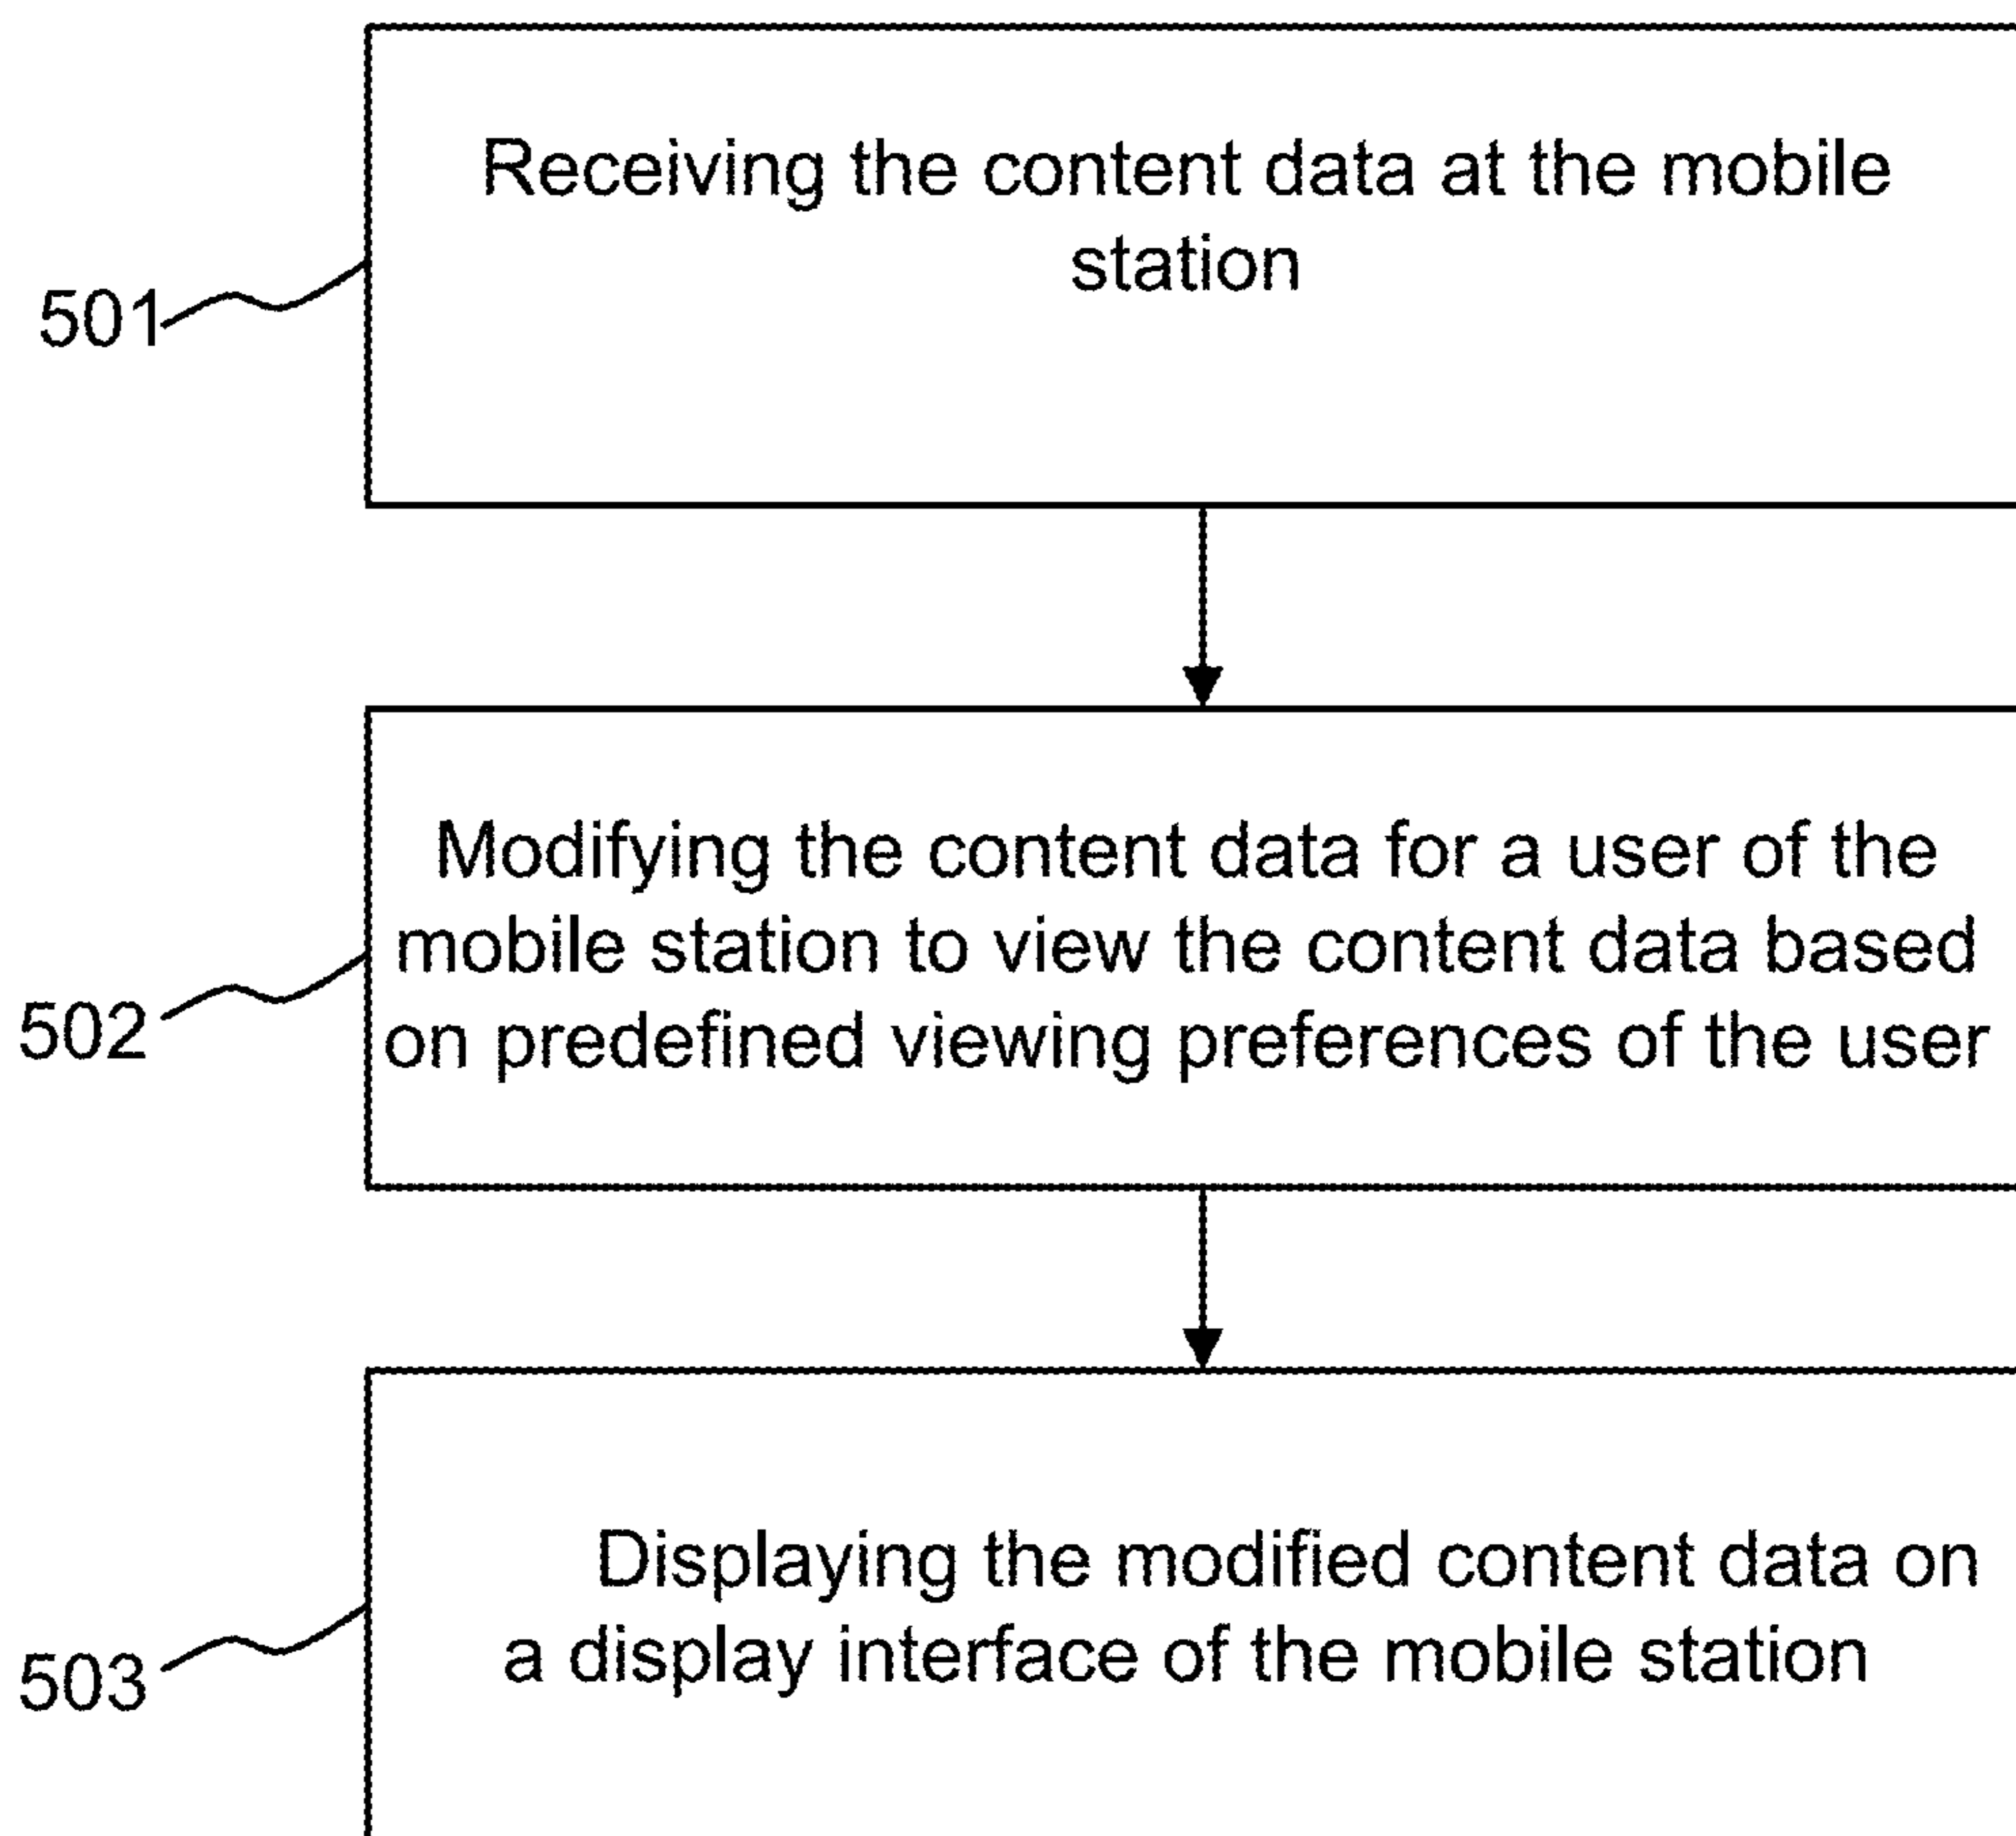 Receiving the content data at the mobile
station
501
Modifying the content data for a user of the
mobile station to view the content data based
on predefined viewing preferences of the user
502
Displaying the modified content data on
a display interface of the mobile station
503